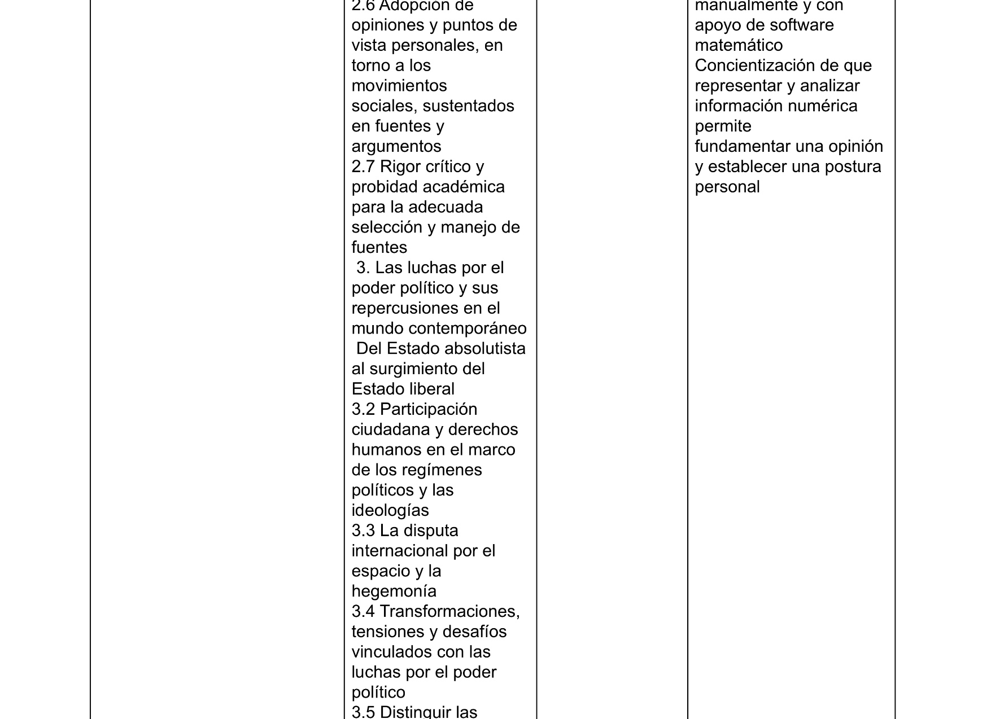 2.6 Adopción de
opiniones y puntos de
vista personales, en
torno a los
movimientos
sociales, sustentados
en fuentes y
argumentos
2.7 Rigor crítico y
probidad académica
para la adecuada
selección y manejo de
fuentes
3. Las luchas por el
poder político y sus
repercusiones en el
mundo contemporáneo
Del Estado absolutista
al surgimiento del
Estado liberal
3.2 Participación
ciudadana y derechos
humanos en el marco
de los regímenes
políticos y las
ideologías
3.3 La disputa
internacional por el
espacio y la
hegemonía
3.4 Transformaciones,
tensiones y desafíos
vinculados con las
luchas por el poder
político
3.5 Distinguir las
manualmente y con
apoyo de software
matemático
Concientización de que
representar y analizar
información numérica
permite
fundamentar una opinión
y establecer una postura
personal